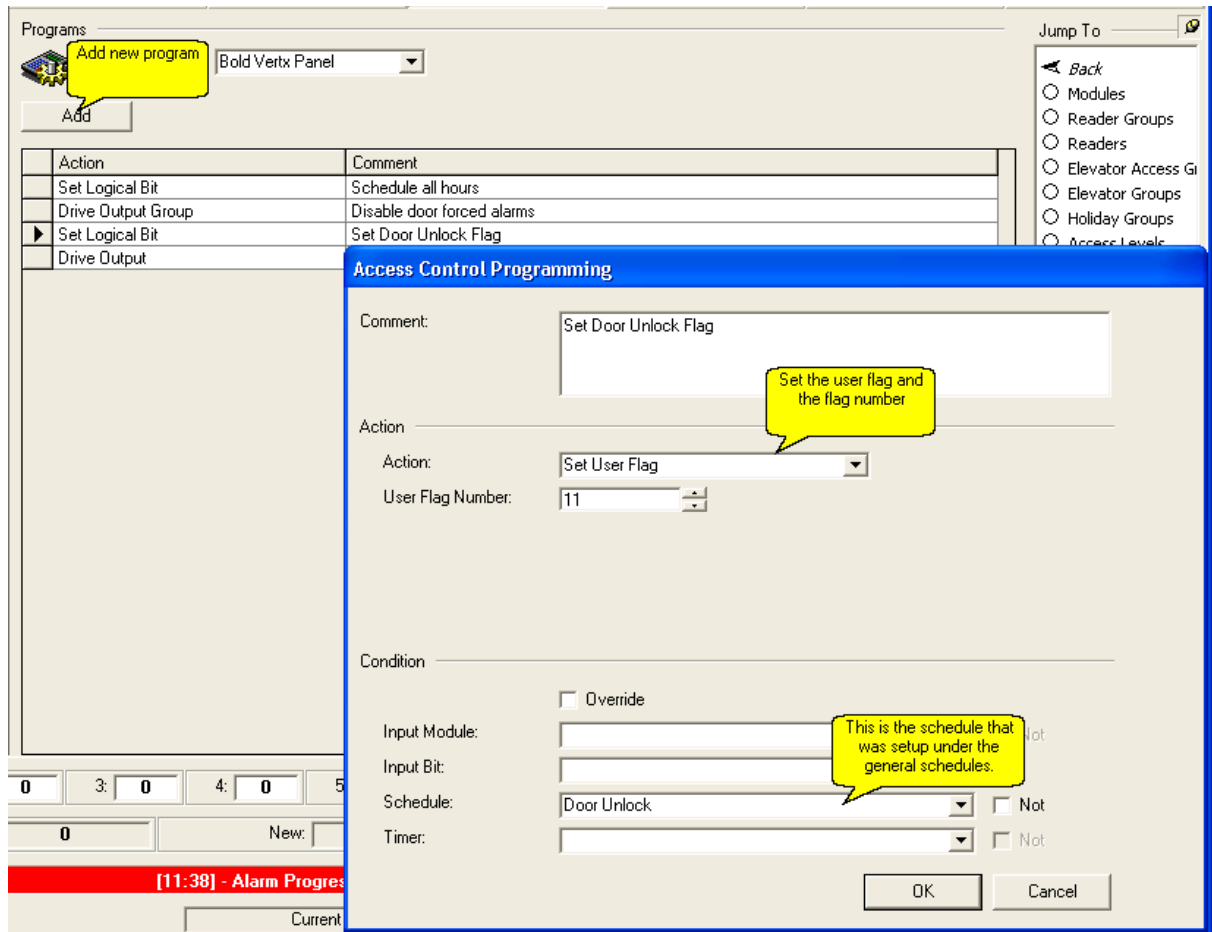 Programs
Add new program
Bold Vertx Panel
Add
Action Comment
Set Logical Bit Schedule all hours
Drive Output Group Disable door forced alarms
Set Logical Bit Set Door Unlock Flag
Drive Output
Jump To
Back
Modules
Reader Groups
Readers
Elevator Access
Elevator Groups
Holiday Groups
Access Levels
Access Control Programming
Comment: Set Door Unlock Flag
Set the user flag and
the flag number
Action
Action: Set User Flag
User Flag Number: 11
Condition
Override
Input Module: Not
This is the schedule that
was setup under the
general schedules.
Input Bit:
Schedule: Door Unlock Not
Timer: Not
OK Cancel
0 3: 0 4: 0 5
0 New:
[11:38] - Alarm Progres
Current